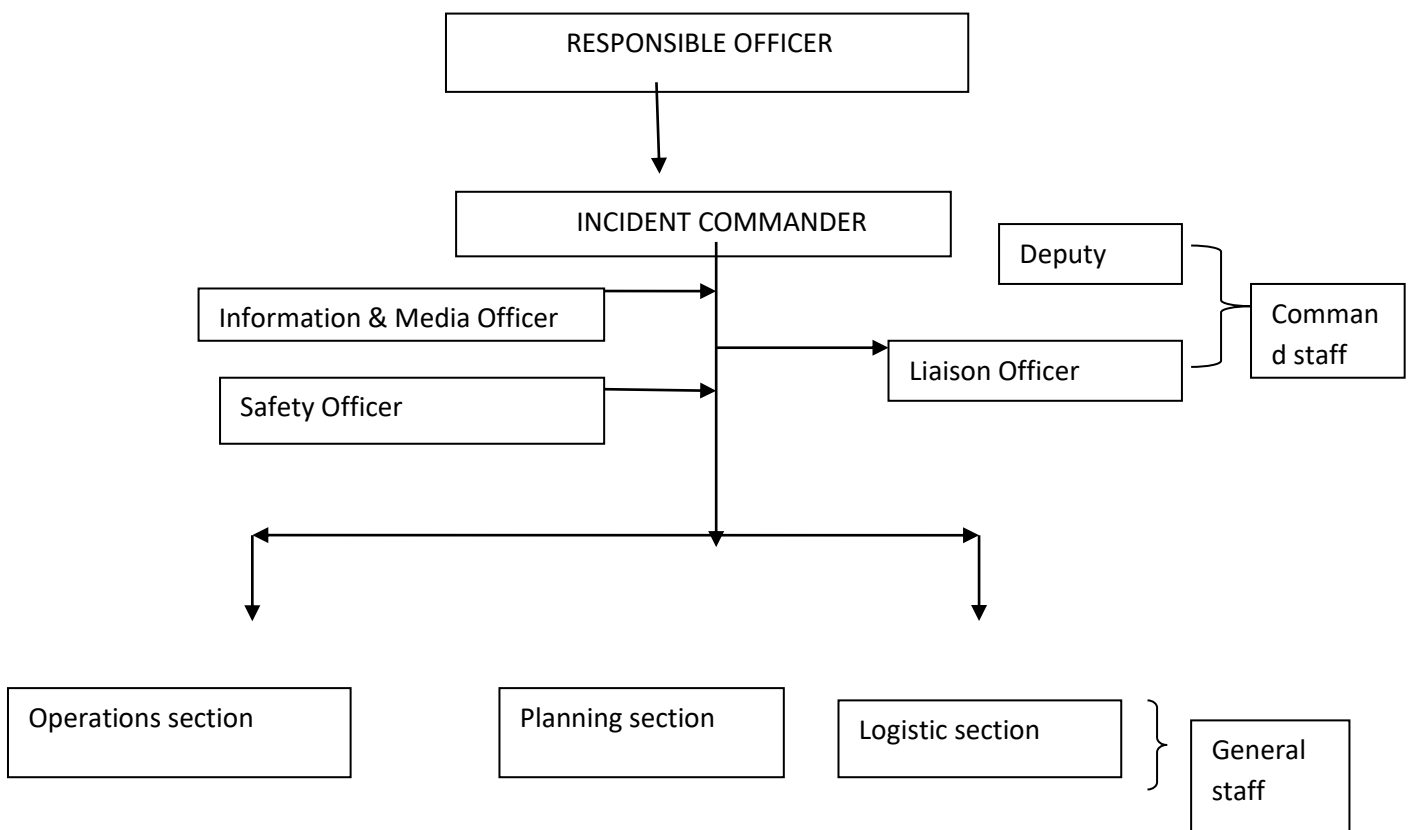 RESPONSIBLE OFFICER
INCIDENT COMMANDER
Deputy
Information & Media Officer
Comman
d staff
Liaison Officer
Safety Officer
Operations section
Planning section
Logistic section
General
staff